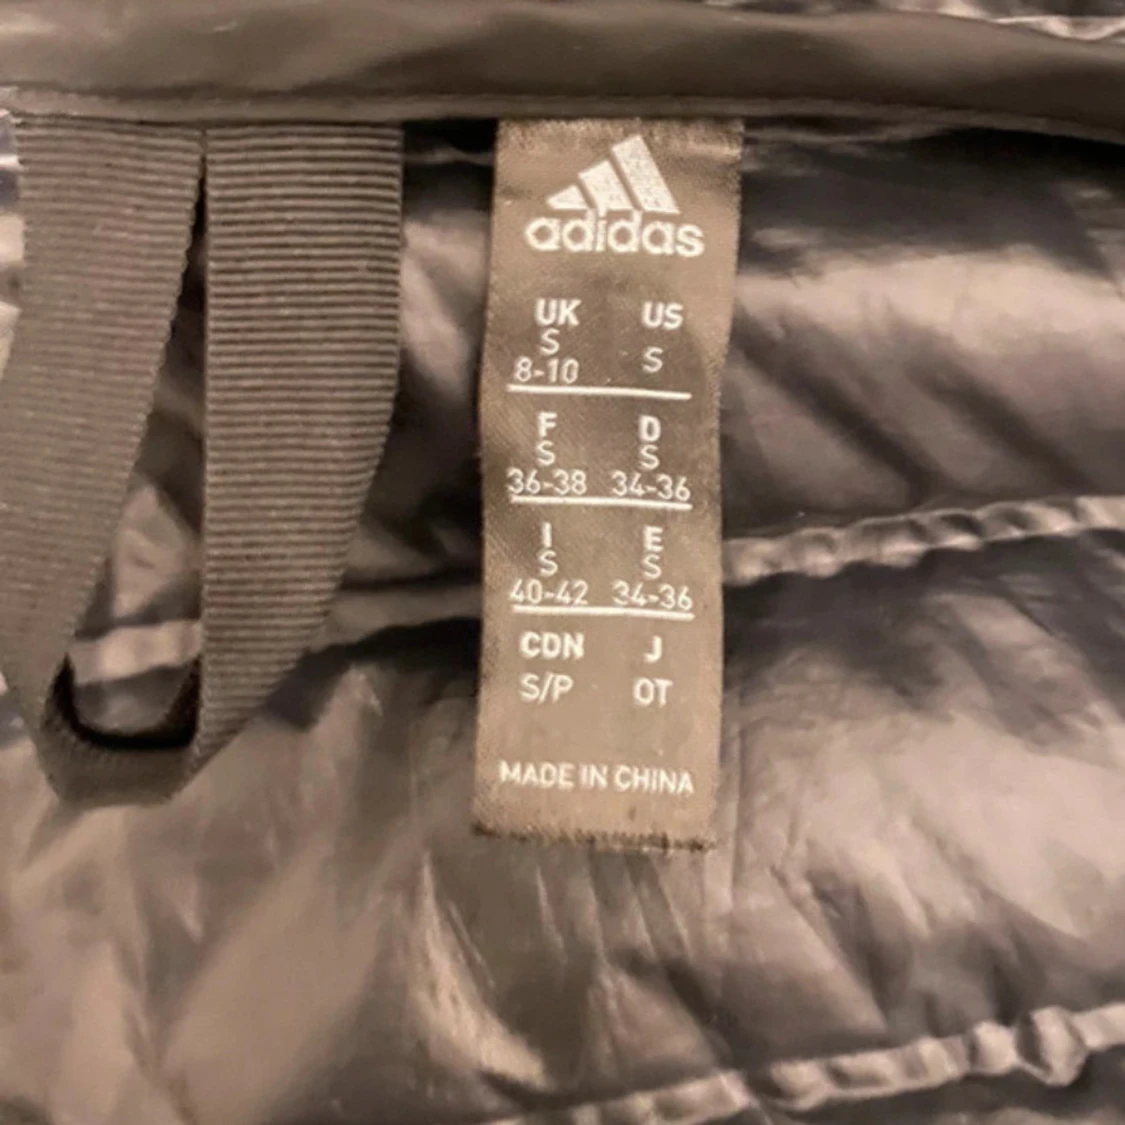 adidas
UK US
S S
8-10
F D
S S
36-38 34-36
I E
S S
40-42 34-36
CDN J
S/P OT
MADE IN CHINA